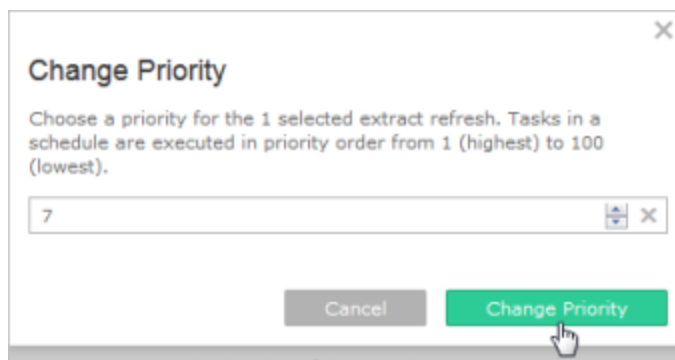 Change Priority
Choose a priority for the 1 selected extract refresh. Tasks in a
schedule are executed in priority order from 1 (highest) to 100
(lowest).
7
Cancel
Change Priority